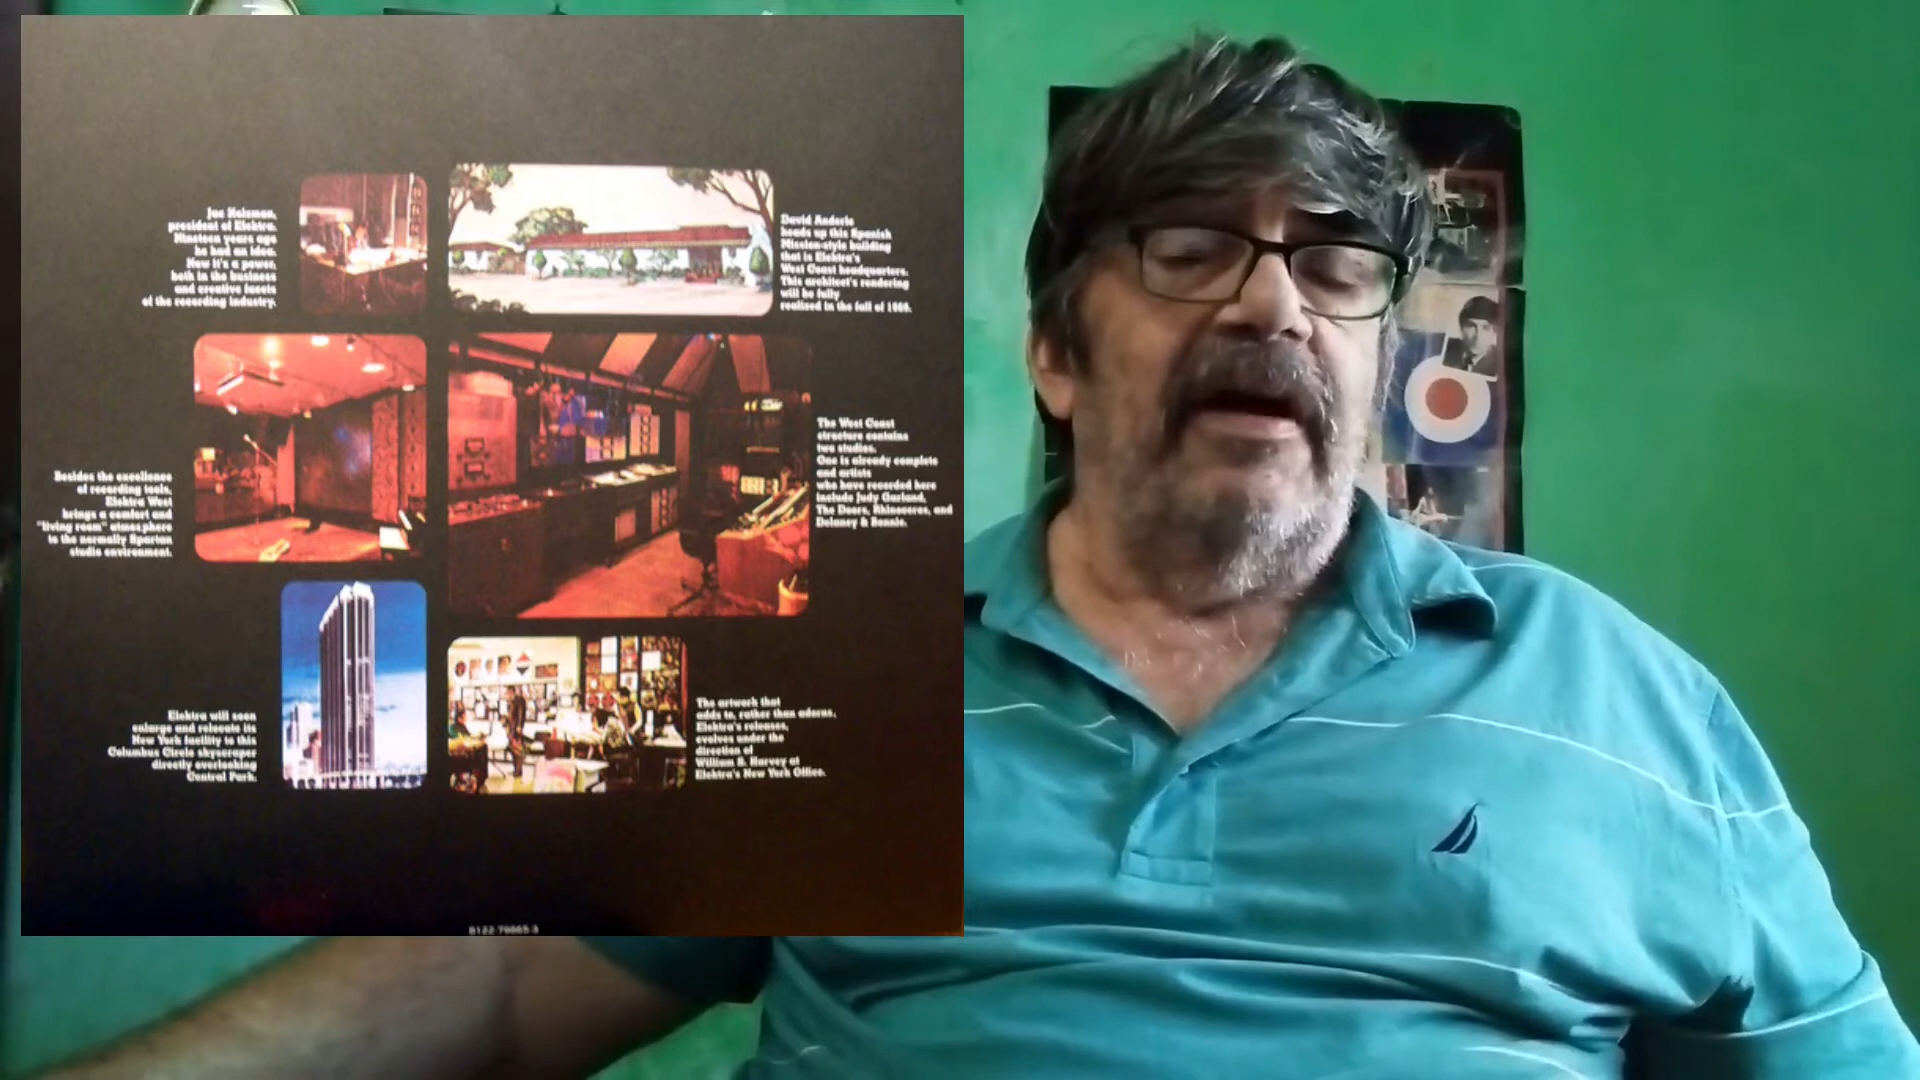 Jac Holzman,
president of Elektra.
Nineteen years ago
he had an idea.
Now it's a power,
both in the business
and creative facets
of the recording industry.
David Anderle
heads up this Spanish
Mission-style building
that is Elektra's
West Coast headquarters.
This architect's rendering
will be fully
realized in the fall of 1969.
Besides the excellence
of recording tools,
Elektra West
brings a comfort and
"living room" atmosphere
to the normally Spartan
studio environment.
The West Coast
structure contains
two studios.
One is already complete
and artists
who have recorded here
include Judy Garland,
The Doors, Rhinoceros, and
Delaney & Bonnie.
Elektra will soon
enlarge and relocate its
New York facility to this
Columbus Circle skyscraper
directly overlooking
Central Park.
The artwork that
adds to, rather than adorns,
Elektra's releases,
evolves under the
direction of
William S. Harvey at
Elektra's New York Office.
8122-79665-3